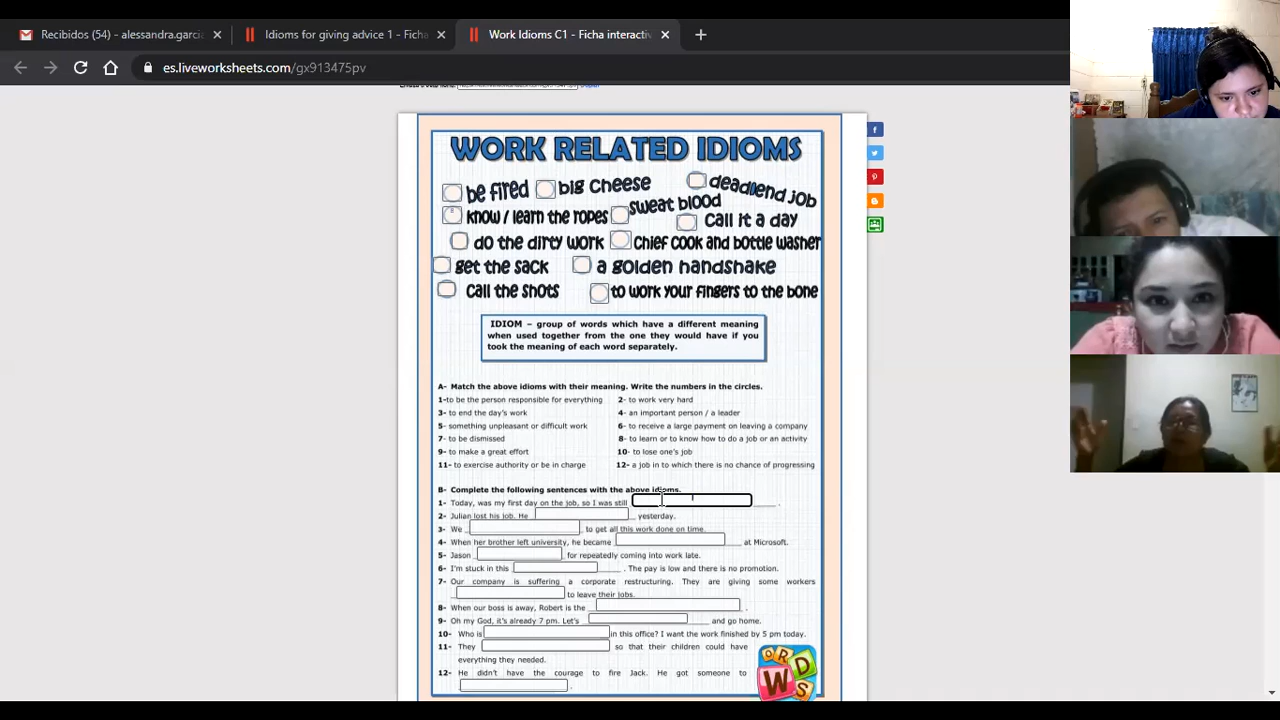 Recibidos (54) - alessandra.garci
Idioms for giving advice 1 - Ficha
Work Idioms C1 - Ficha interactiv
es.liveworksheets.com/gx913475pv
WORK RELATED IDIOMS
be fired
big Cheese
dead end job
know / learn the ropes
sweat blood
Call it a day
do the dirty work
Chief cook and bottle washer
get the sack
a golden handshake
Call the shots
to work your fingers to the bone
IDIOM – group of words which have a different meaning
when used together from the one they would have if you
took the meaning of each word separately.
A- Match the above idioms with their meaning. Write the numbers in the circles.
1-to be the person responsible for everything
2- to work very hard
3- to end the day's work
4- an important person / a leader
5- something unpleasant or difficult work
6- to receive a large payment on leaving a company
7- to be dismissed
8- to learn or to know how to do a job or an activity
9- to make a great effort
10- to lose one's job
11- to exercise authority or be in charge
12- a job in to which there is no chance of progressing
B- Complete the following sentences with the above idioms.
1- Today, was my first day on the job, so I was still _____ .
2- Julian lost his job. He _ yesterday.
3- We _ to get all this work done on time.
4- When her brother left university, he became ___ at Microsoft.
5- Jason for repeatedly coming into work late.
6- I'm stuck in this _____ . The pay is low and there is no promotion.
7- Our company is suffering a corporate restructuring. They are giving some workers
to leave their jobs.
8- When our boss is away, Robert is the .
9- Oh my God, it's already 7 pm. Let's ____ and go home.
10- Who is in this office? I want the work finished by 5 pm today.
11- They so that their children could have
everything they needed.
12- He didn't have the courage to fire Jack. He got someone to
.
WORDS